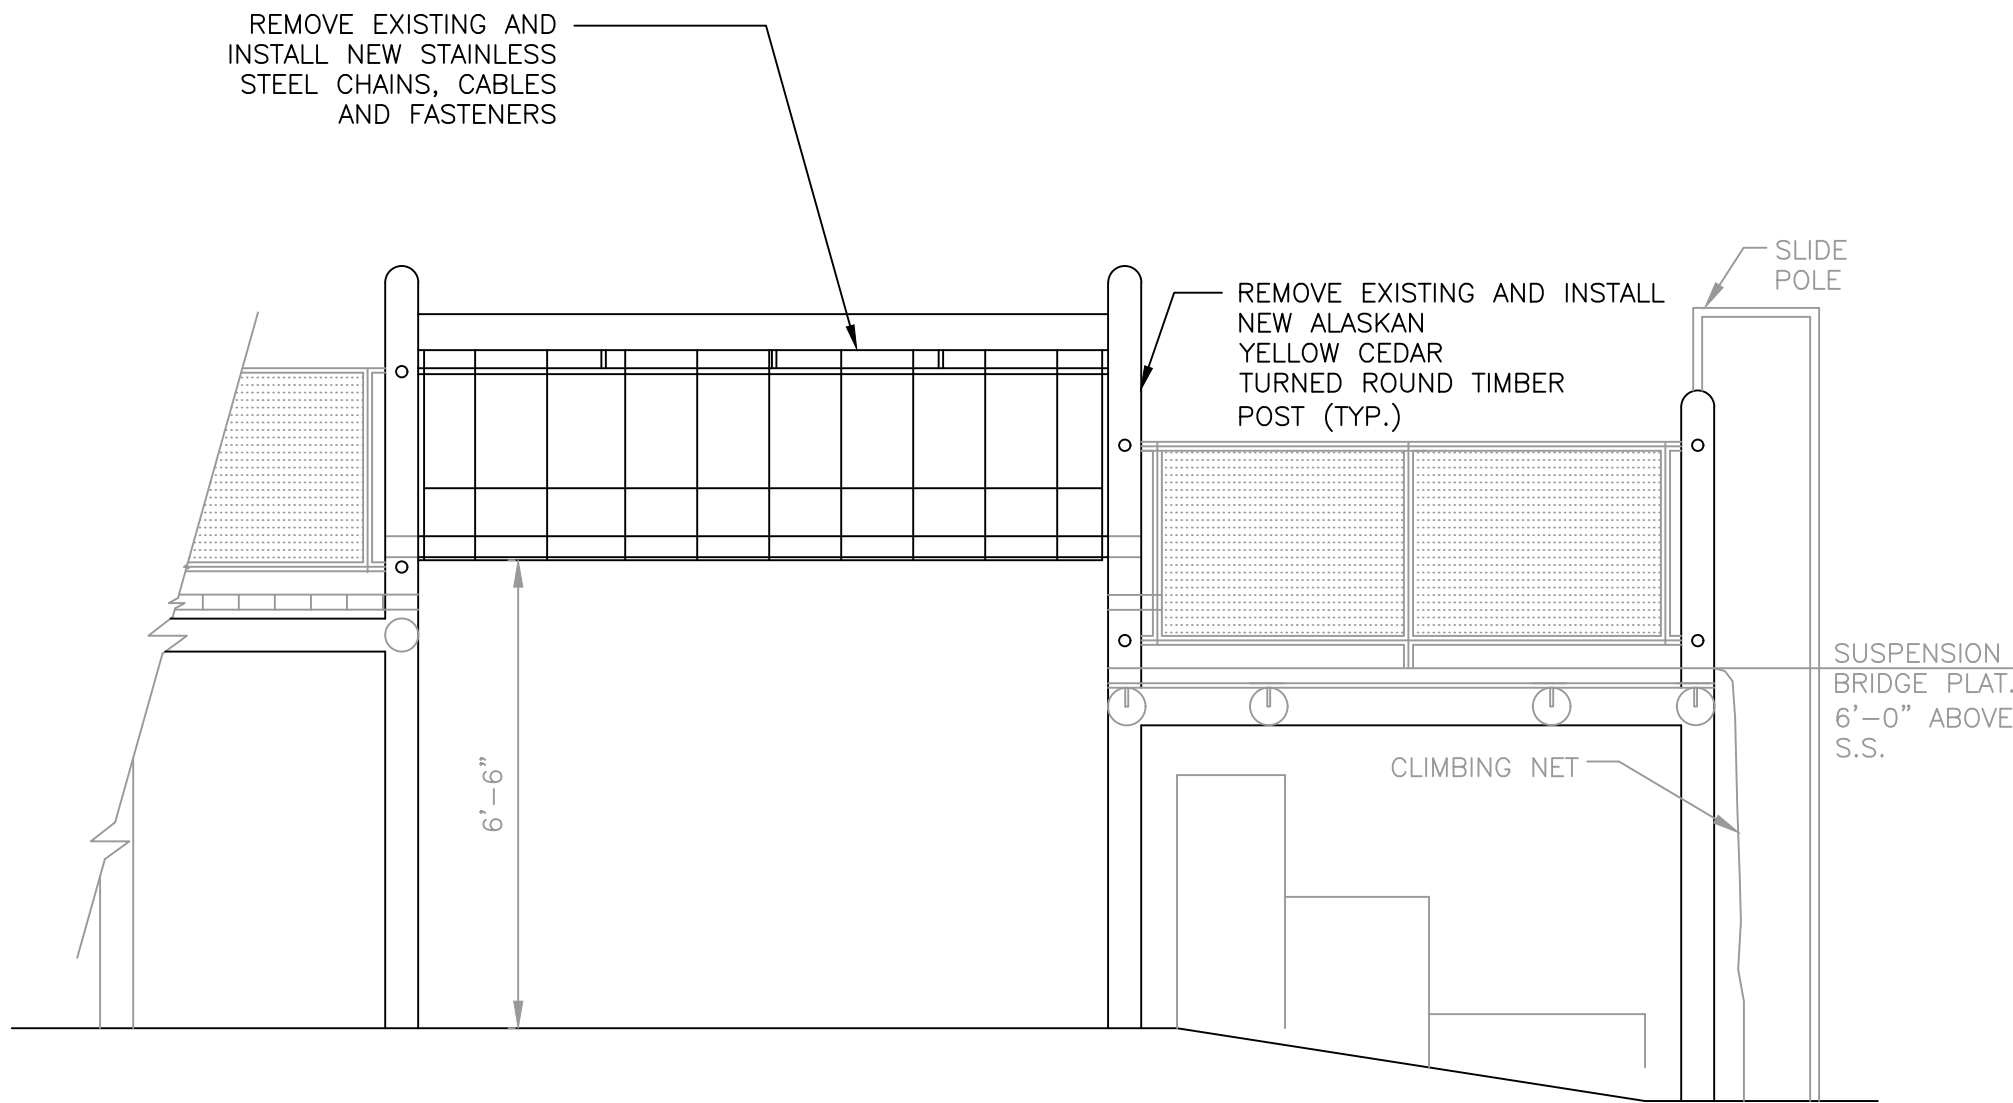 REMOVE EXISTING AND
INSTALL NEW STAINLESS
STEEL CHAINS, CABLES
AND FASTENERS
SLIDE
POLE
REMOVE EXISTING AND INSTALL
NEW ALASKAN
YELLOW CEDAR
TURNED ROUND TIMBER
POST (TYP.)
SUSPENSION
BRIDGE PLAT.
6'-0" ABOVE
S.S.
CLIMBING NET
6'-6"